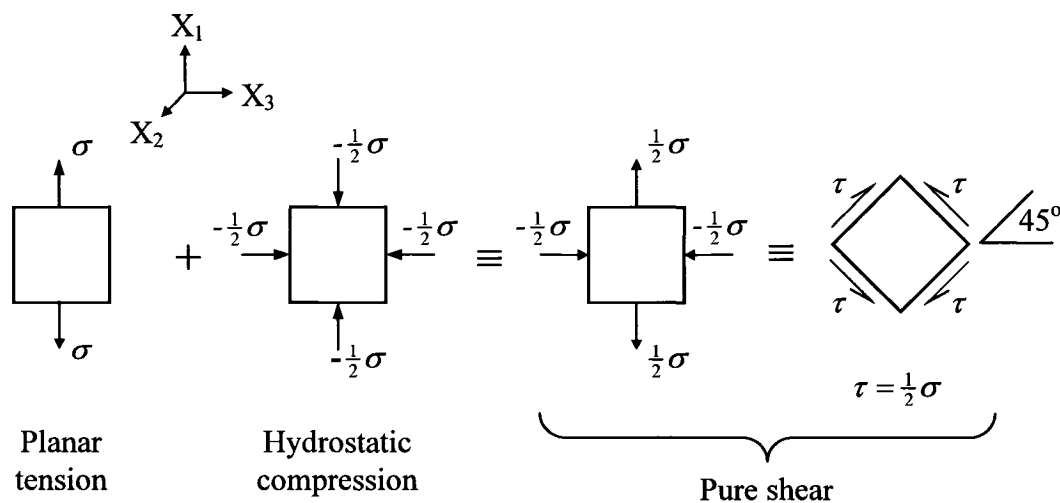 X₁
X₃
X₂
σ
-½σ
½σ
τ
τ
45°
-½σ
-½σ
-½σ
-½σ
+
≡
≡
σ
-½σ
½σ
τ
τ
τ = ½σ
Planar
tension
Hydrostatic
compression
Pure shear